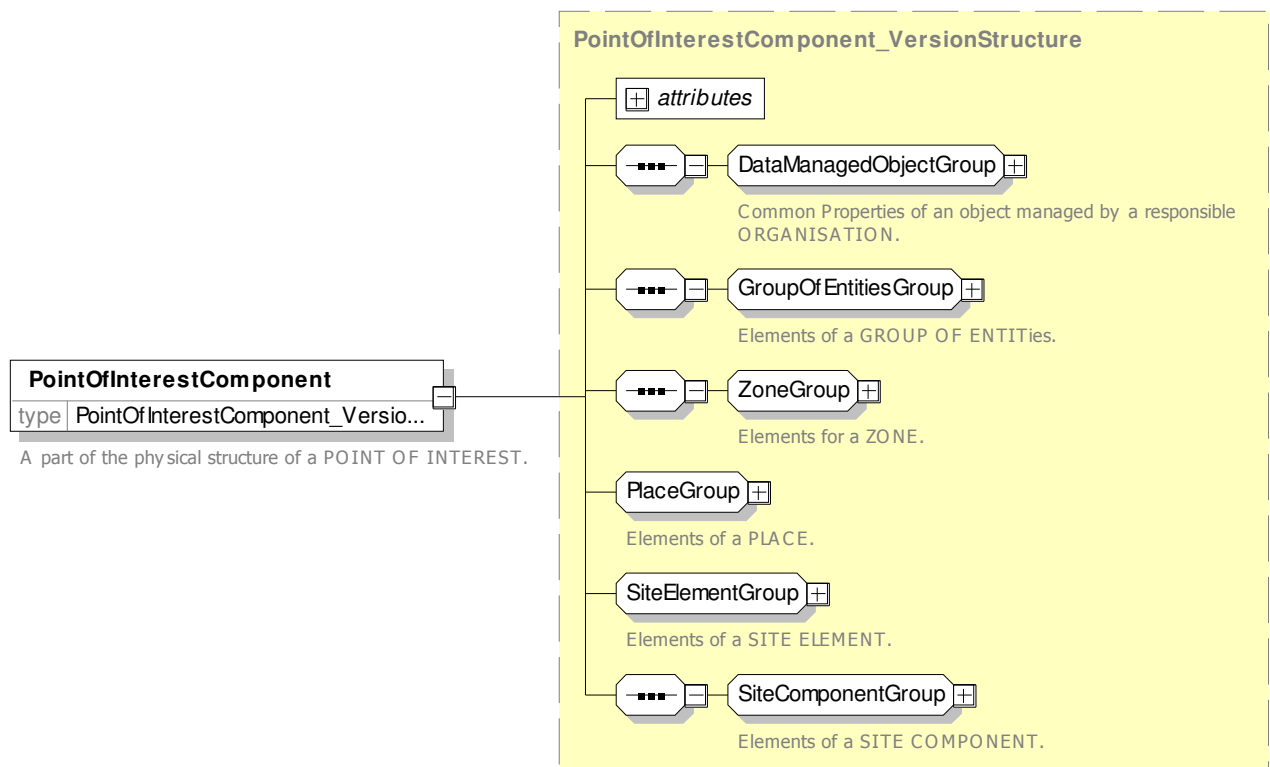 PointOfInterestComponent_VersionStructure
attributes
DataManagedObjectGroup
Common Properties of an object managed by a responsible
ORGANISATION.
GroupOfEntitiesGroup
Elements of a GROUP OF ENTITies.
PointOfInterestComponent
type PointOfInterestComponent_Versio...
A part of the physical structure of a POINT OF INTEREST.
ZoneGroup
Elements for a ZONE.
PlaceGroup
Elements of a PLACE.
SiteElementGroup
Elements of a SITE ELEMENT.
SiteComponentGroup
Elements of a SITE COMPONENT.